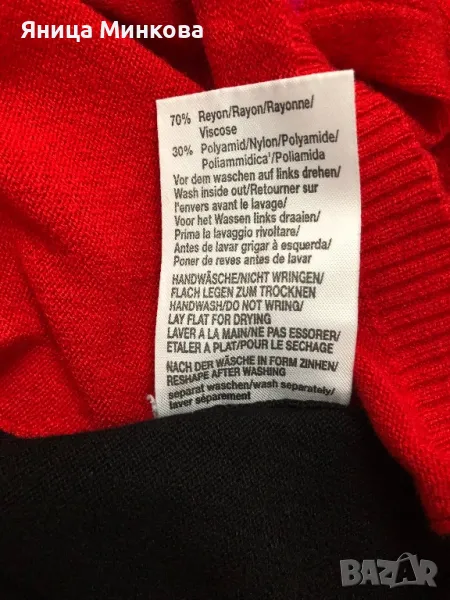 Яница Минкова
70% Reyon/Rayon/Rayonne/
Viscose
30% Polyamid/Nylon/Polyamide/
Poliammidica'/Poliamida
Vor dem waschen auf links drehen/
Wash inside out/Retourner sur
l'envers avant le lavage/
Voor het Wassen links draaien/
Prima la lavaggio rivoltare/
Antes de lavar grigar à esquerda/
Poner de reves antes de lavar
HANDWÄSCHE/NICHT WRINGEN/
FLACH LEGEN ZUM TROCKNEN
HANDWASH/DO NOT WRING/
LAY FLAT FOR DRYING
LAVER A LA MAIN/NE PAS ESSORER/
ETALER A PLAT/POUR LE SECHAGE
NACH DER WÄSCHE IN FORM ZINHEN/
RESHAPE AFTER WASHING
separat waschen/wash separately/
laver séparement
bazar.bg